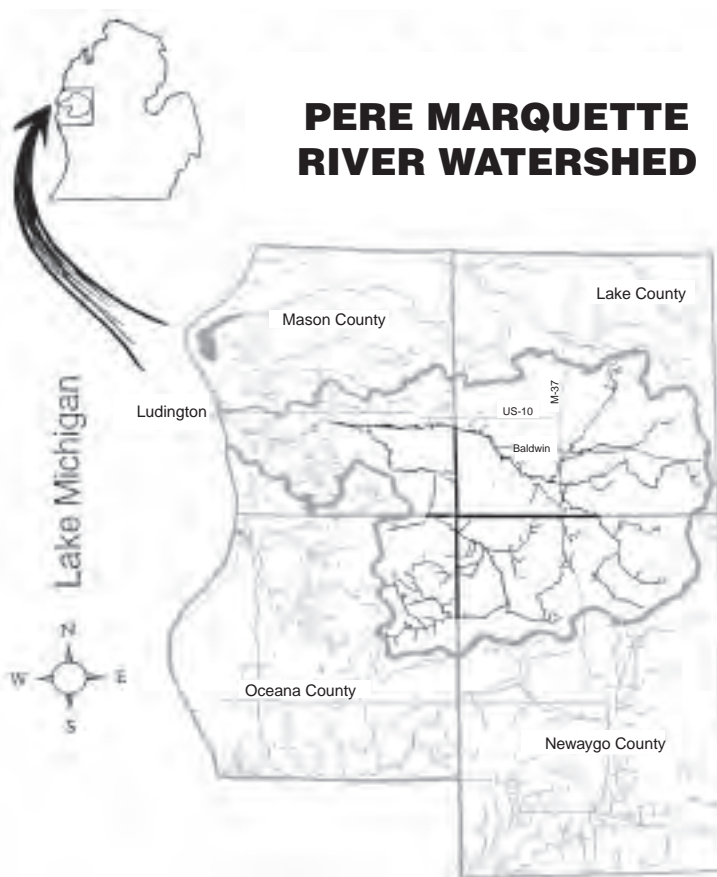 PERE MARQUETTE
RIVER WATERSHED
Lake County
Mason County
M-37
Ludington
US-10
Baldwin
Lake Michigan
N
W
E
S
Oceana County
Newaygo County